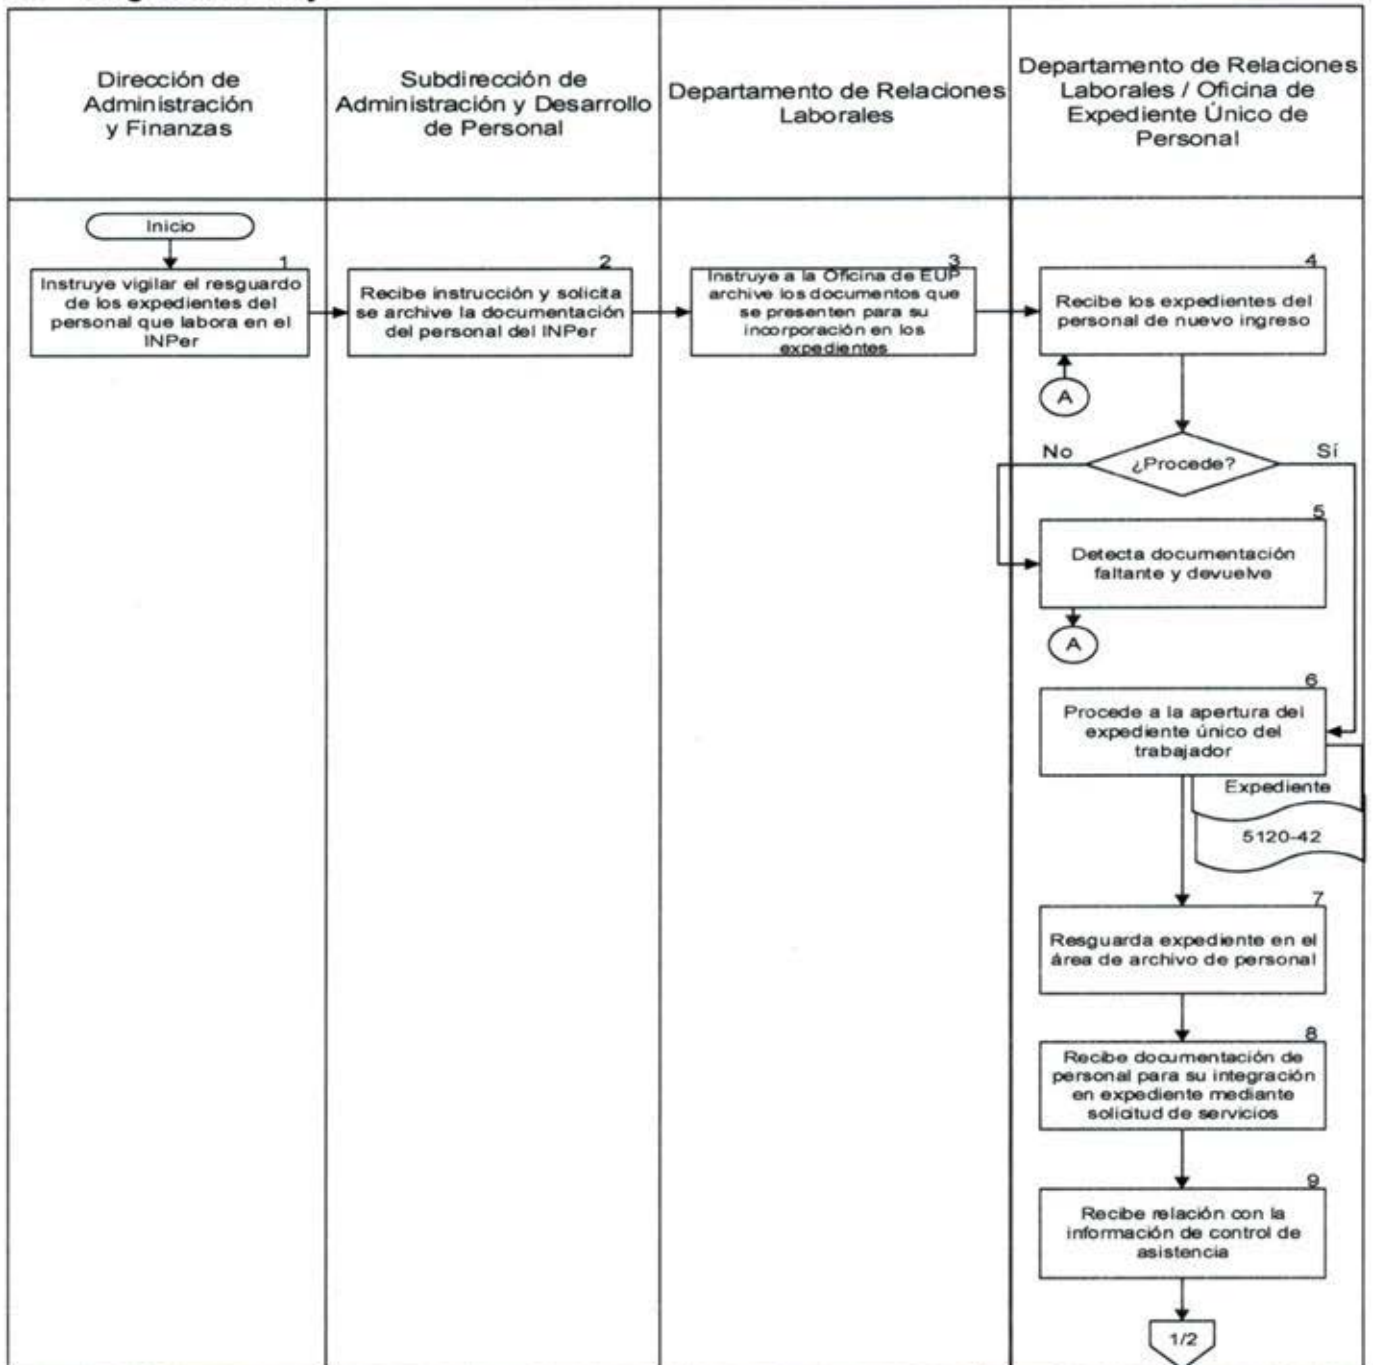 Dirección de
Administración
y Finanzas
Subdirección de
Administración y Desarrollo
de Personal
Departamento de Relaciones
Laborales
Departamento de Relaciones
Laborales / Oficina de
Expediente Único de
Personal
Inicio
1
Instruye vigilar el resguardo
de los expedientes del
personal que labora en el
INPer
2
Recibe instrucción y solicita
se archive la documentación
del personal del INPer
3
Instruye a la Oficina de EUP
archive los documentos que
se presenten para su
incorporación en los
expedientes
4
Recibe los expedientes del
personal de nuevo ingreso
A
No
¿Procede?
Sí
5
Detecta documentación
faltante y devuelve
A
6
Procede a la apertura del
expediente único del
trabajador
Expediente
5120-42
7
Resguarda expediente en el
área de archivo de personal
8
Recibe documentación de
personal para su integración
en expediente mediante
solicitud de servicios
9
Recibe relación con la
información de control de
asistencia
1/2